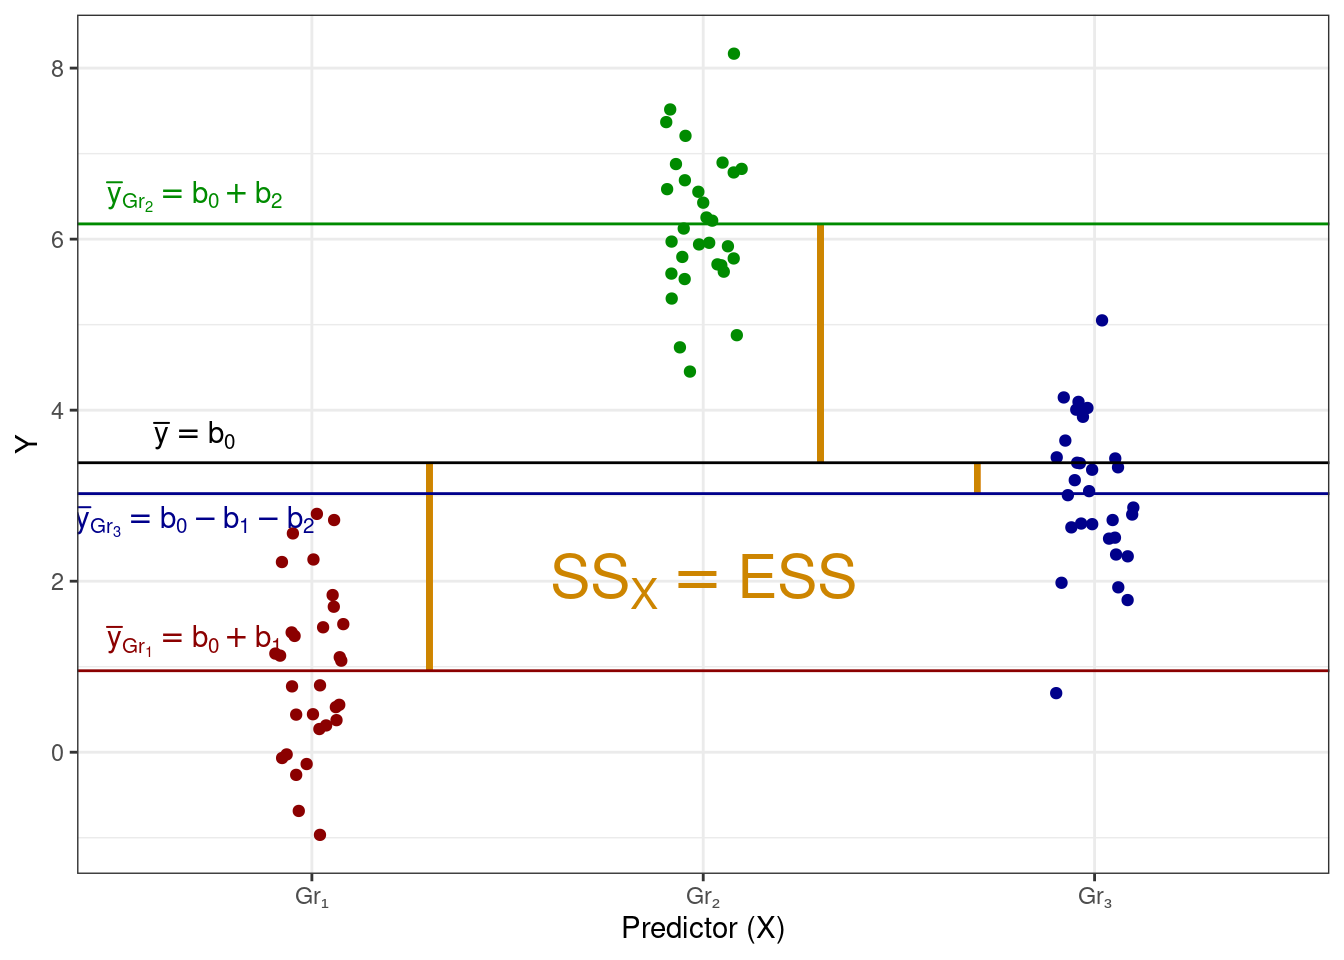 8
ȳGr₂ = b₀ + b₂
6
4
Y
ȳ = b₀
ȳGr₃ = b₀ − b₁ − b₂
SSX = ESS
2
ȳGr₁ = b₀ + b₁
0
Gr₁ Gr₂ Gr₃
Predictor (X)